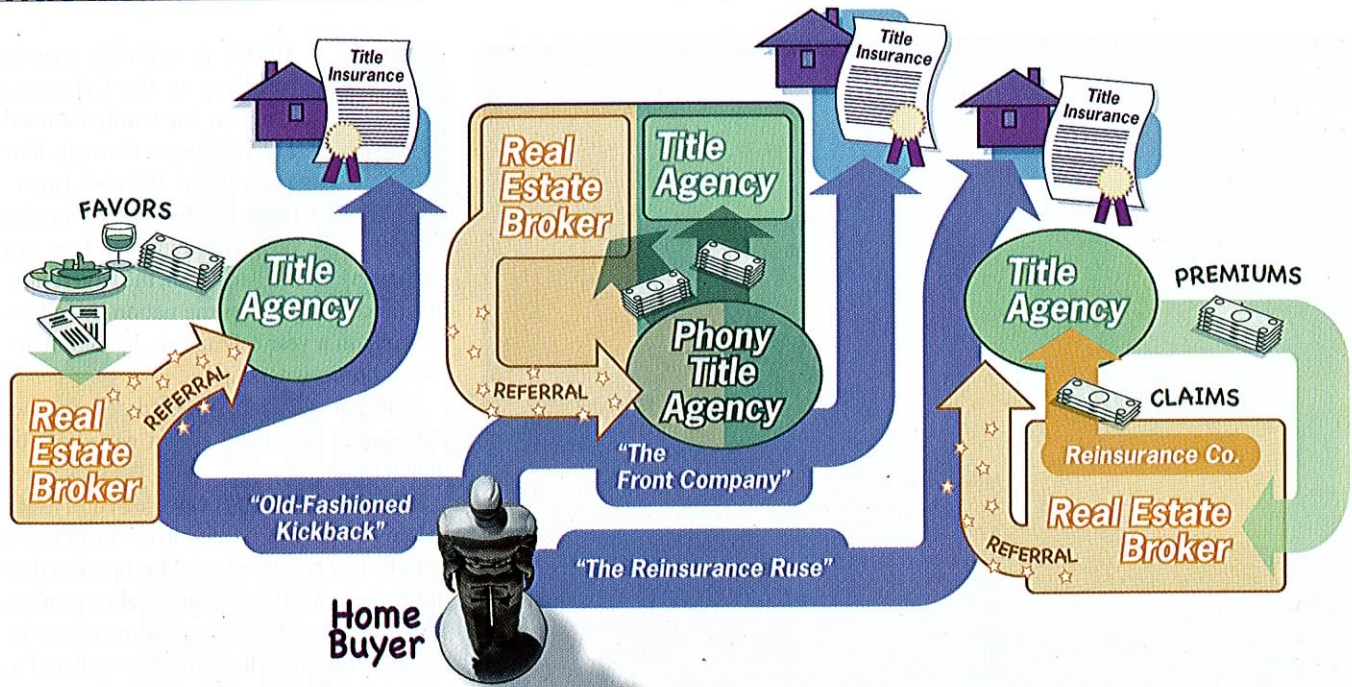 Title
Insurance
FAVORS
Title
Agency
REFERRAL
Real
Estate
Broker
"Old-Fashioned
Kickback"
Real
Estate
Broker
Title
Agency
Phony
Title
Agency
REFERRAL
"The
Front Company"
Title
Insurance
Title
Insurance
Title
Agency
PREMIUMS
CLAIMS
Reinsurance Co.
Real Estate
Broker
REFERRAL
"The Reinsurance Ruse"
Home
Buyer